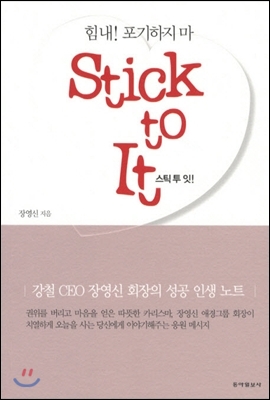 힘내! 포기하지 마
Stick
to
It
스틱 투 잇!
장영신 지음
강철 CEO 장영신 회장의 성공 인생 노트
권위를 버리고 마음을 얻은 따뜻한 카리스마, 장영신 애경그룹 회장이
치열하게 오늘을 사는 당신에게 이야기해주는 응원 메시지
동아일보사